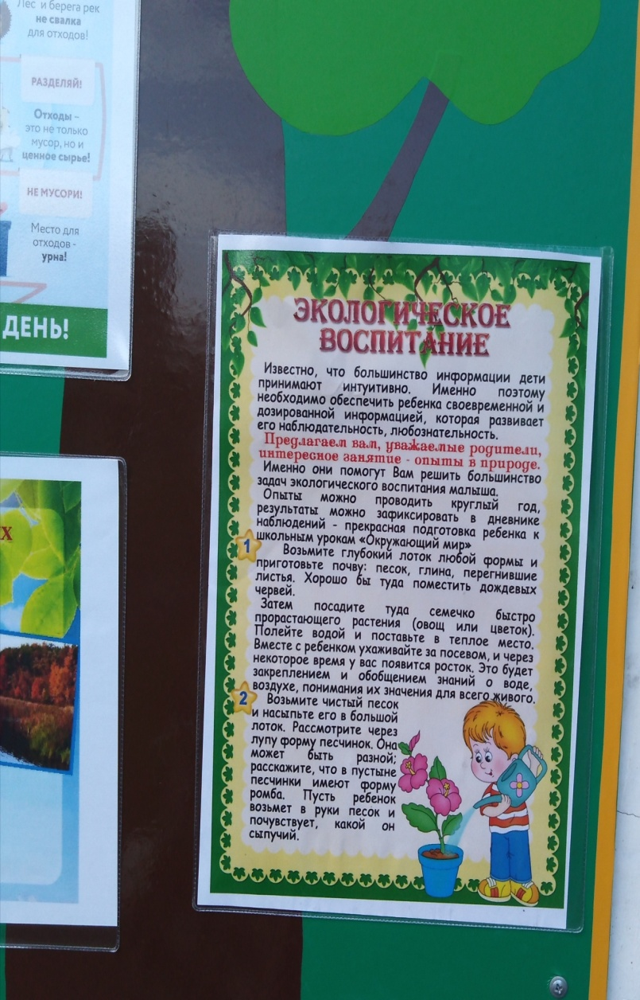 Лес и берега рек
не свалка
для отходов!
РАЗДЕЛЯЙ!
Отходы –
это не только
мусор, но и
ценное сырье!
НЕ МУСОРИ!
Место для
отходов -
урна!
ДЕНЬ!
Х
ЭКОЛОГИЧЕСКОЕ
ВОСПИТАНИЕ
Известно, что большинство информации дети
принимают интуитивно. Именно поэтому
необходимо обеспечить ребенка своевременной и
дозированной информацией, которая развивает
его наблюдательность, любознательность.
Предлагаем вам, уважаемые родители,
интересное занятие - опыты в природе.
Именно они помогут Вам решить большинство
задач экологического воспитания малыша.
Опыты можно проводить круглый год,
результаты можно зафиксировать в дневнике
наблюдений - прекрасная подготовка ребенка к
школьным урокам «Окружающий мир»
1 Возьмите глубокий лоток любой формы и
приготовьте почву: песок, глина, перегнившие
листья. Хорошо бы туда поместить дождевых
червей.
Затем посадите туда семечко быстро
прорастающего растения (овощ или цветок).
Полейте водой и поставьте в теплое место.
Вместе с ребенком ухаживайте за посевом, и через
некоторое время у вас появится росток. Это будет
закреплением и обобщением знаний о воде,
воздухе, понимания их значения для всего живого.
2 Возьмите чистый песок
и насыпьте его в большой
лоток. Рассмотрите через
лупу форму песчинок. Она
может быть разной;
расскажите, что в пустыне
песчинки имеют форму
ромба. Пусть ребенок
возьмет в руки песок и
почувствует, какой он
сыпучий.